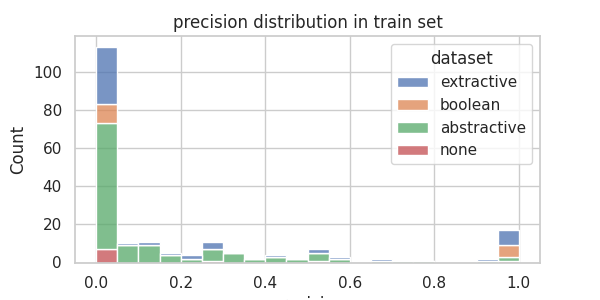 precision distribution in train set
dataset
extractive
boolean
abstractive
none
Count
100
80
60
40
20
0
0.0 0.2 0.4 0.6 0.8 1.0